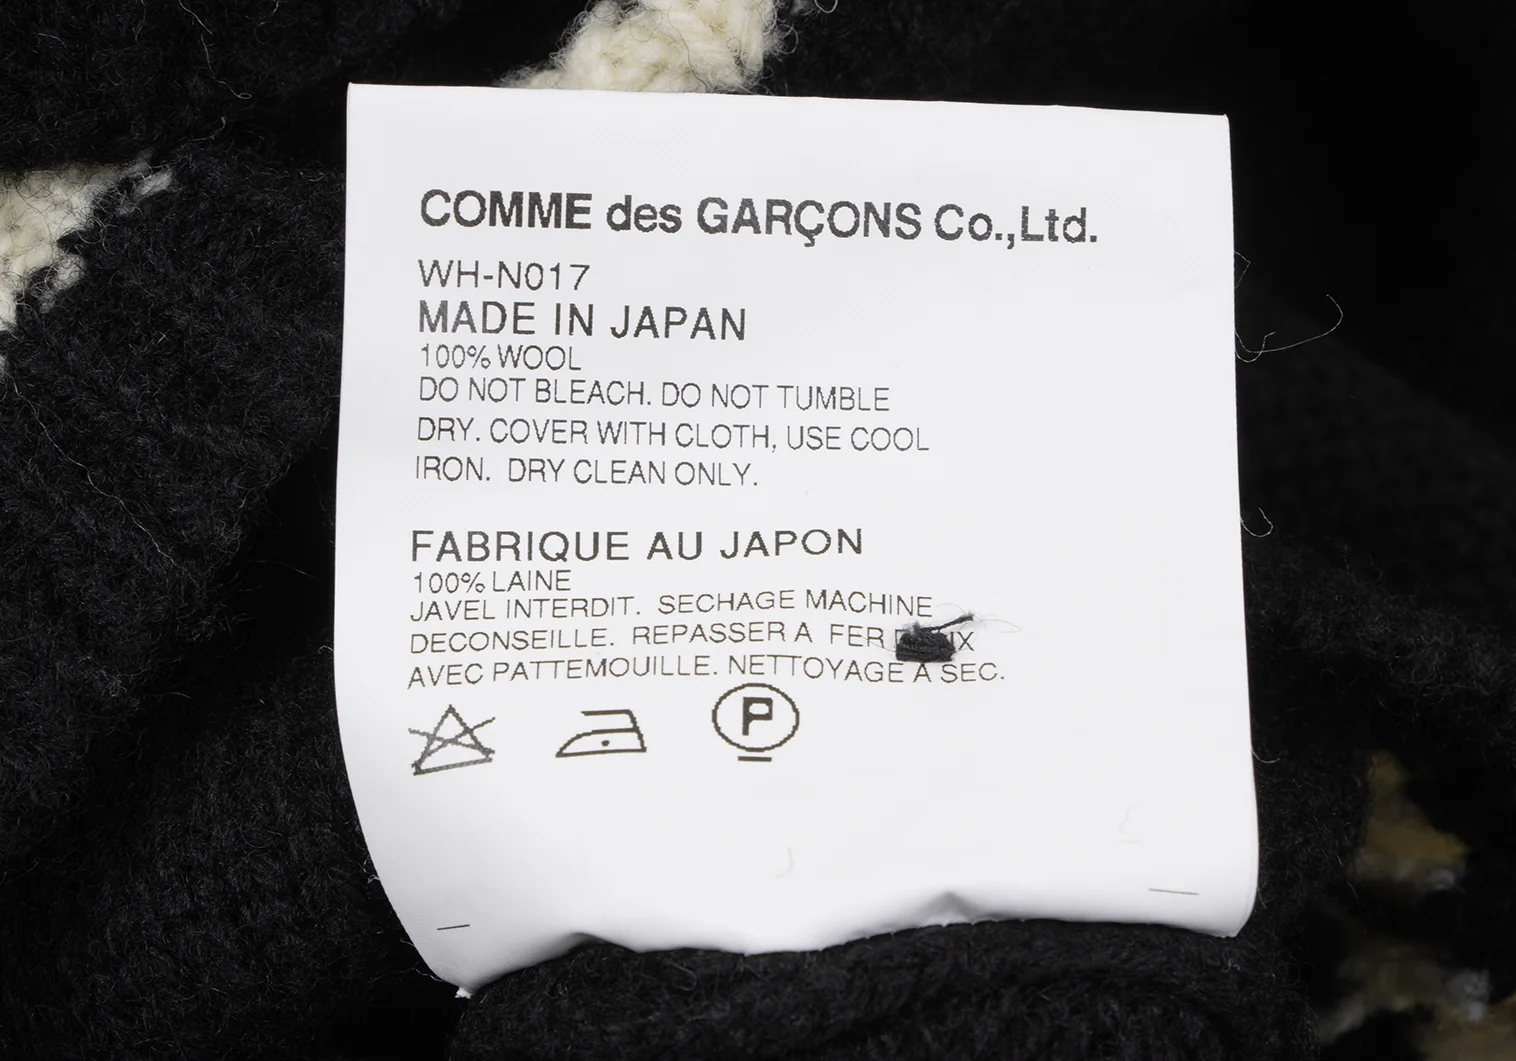 COMME des GARÇONS Co.,Ltd.
WH-N017
MADE IN JAPAN
100% WOOL
DO NOT BLEACH. DO NOT TUMBLE
DRY. COVER WITH CLOTH, USE COOL
IRON. DRY CLEAN ONLY.
FABRIQUE AU JAPON
100% LAINE
JAVEL INTERDIT. SECHAGE MACHINE
DECONSEILLE. REPASSER A FER
AVEC PATTEMOUILLE. NETTOYAGE A SEC.
P